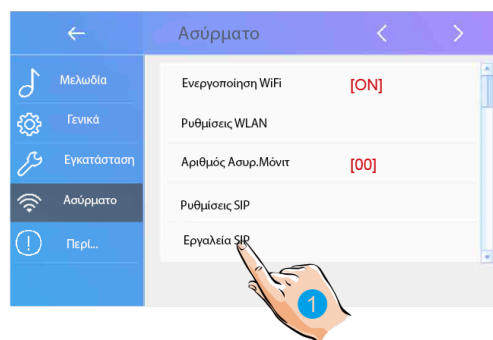 Ασύρματο
Μελωδία
Γενικά
Εγκατάσταση
Ασύρματο
Περί...
Ενεργοποίηση WiFi [ON]
Ρυθμίσεις WLAN
Αριθμός Ασυρ.Μόνιτ [00]
Ρυθμίσεις SIP
Εργαλεία SIP
1